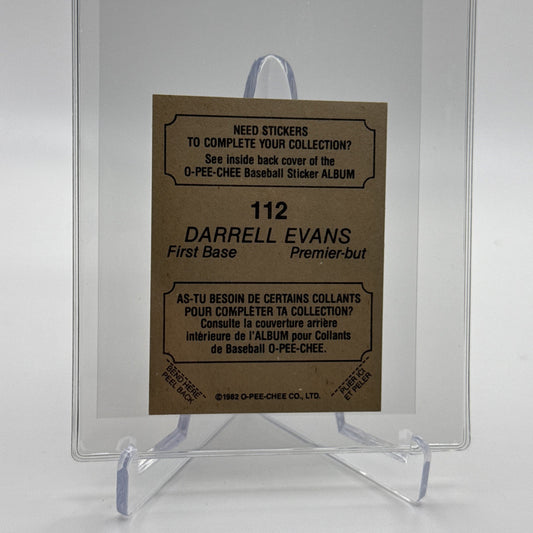 NEED STICKERS
TO COMPLETE YOUR COLLECTION?
See inside back cover of the
O-PEE-CHEE Baseball Sticker ALBUM
112
DARRELL EVANS
First Base Premier-but
AS-TU BESOIN DE CERTAINS COLLANTS
POUR COMPLÈTER TA COLLECTION?
Consulte la couverture arrière
intérieure de l'ALBUM pour Collants
de Baseball O-PEE-CHEE.
BEND HERE
PEEL BACK
PLIER ICI
ET PELER
©1982 O-PEE-CHEE CO., LTD.